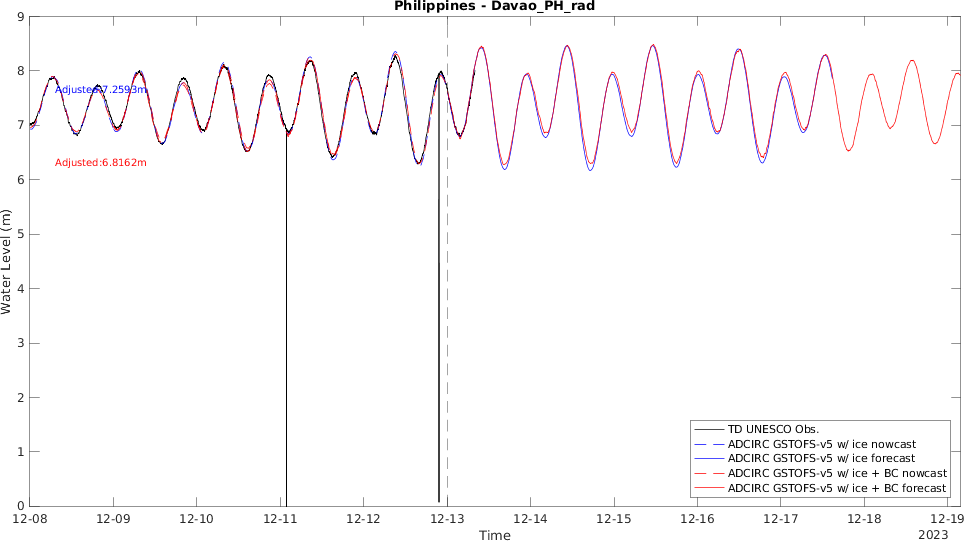 Philippines - Davao_PH_rad
9
8
7
6
5
4
3
2
1
0
Water Level (m)
Adjusted:7.2593m
Adjusted:6.8162m
TD UNESCO Obs.
ADCIRC GSTOFS-v5 w/ ice nowcast
ADCIRC GSTOFS-v5 w/ ice forecast
ADCIRC GSTOFS-v5 w/ ice + BC nowcast
ADCIRC GSTOFS-v5 w/ ice + BC forecast
12-08 12-09 12-10 12-11 12-12 12-13 12-14 12-15 12-16 12-17 12-18 12-19
Time
2023